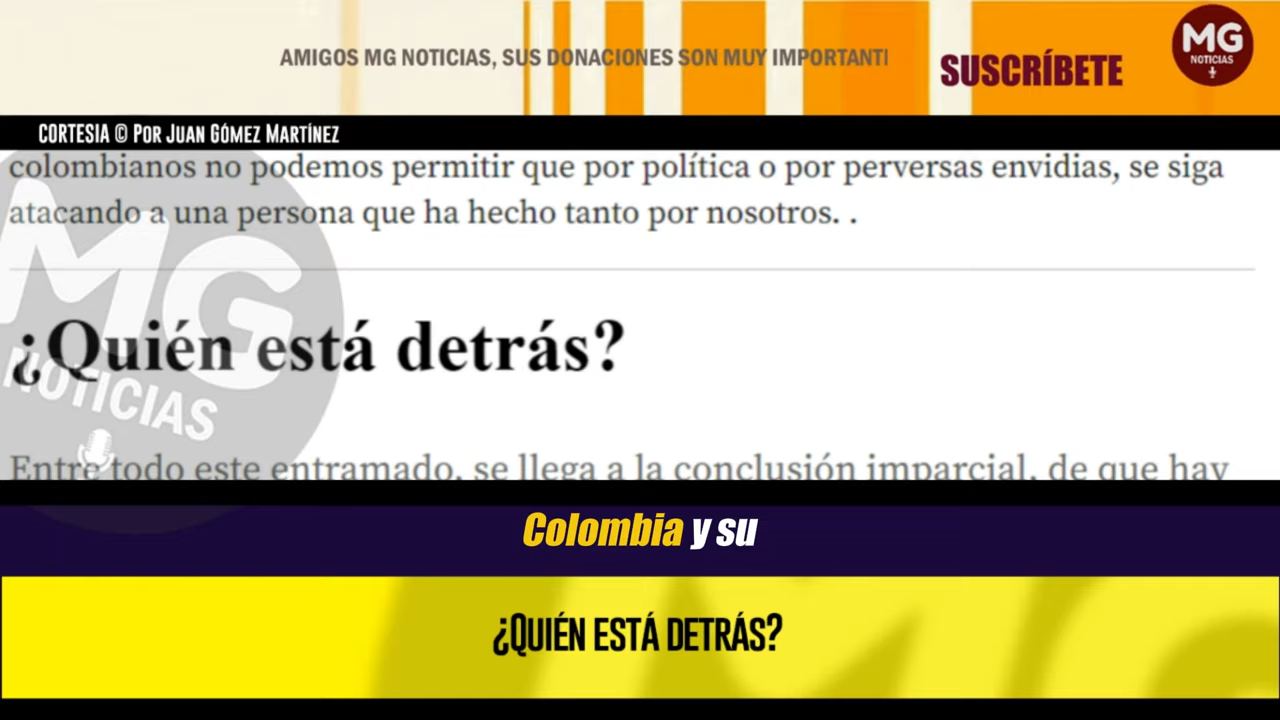 AMIGOS MG NOTICIAS, SUS DONACIONES SON MUY IMPORTANT
SUSCRÍBETE
MG
NOTICIAS
CORTESIA © POR JUAN GÓMEZ MARTÍNEZ
colombianos no podemos permitir que por política o por perversas envidias, se siga
atacando a una persona que ha hecho tanto por nosotros. .
MG
NOTICIAS
¿Quién está detrás?
Entre todo este entramado, se llega a la conclusión imparcial, de que hay
Colombia y su
¿QUIÉN ESTÁ DETRÁS?